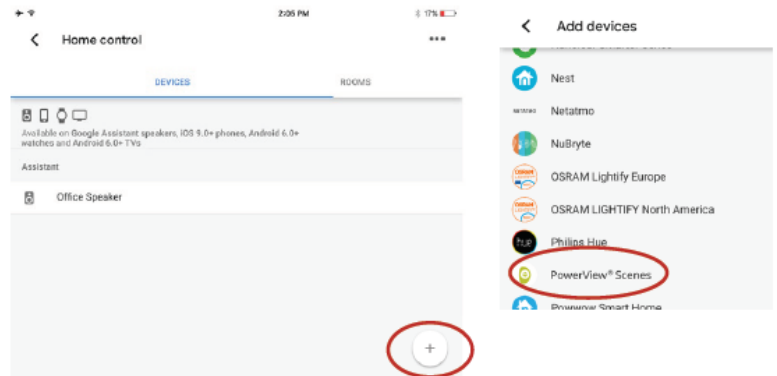 2:05 PM
17%
Home control
DEVICES
ROOMS
Available on Google Assistant speakers, iOS 9.0+ phones, Android 6.0+
watches and Android 6.0+ TVs
Assistant
Office Speaker
+
Add devices
Nest
NETATMO
Netatmo
NuBryte
OSRAM Lightify Europe
OSRAM LIGHTIFY North America
hue
Philips Hue
PowerView® Scenes
Powwow Smart Home